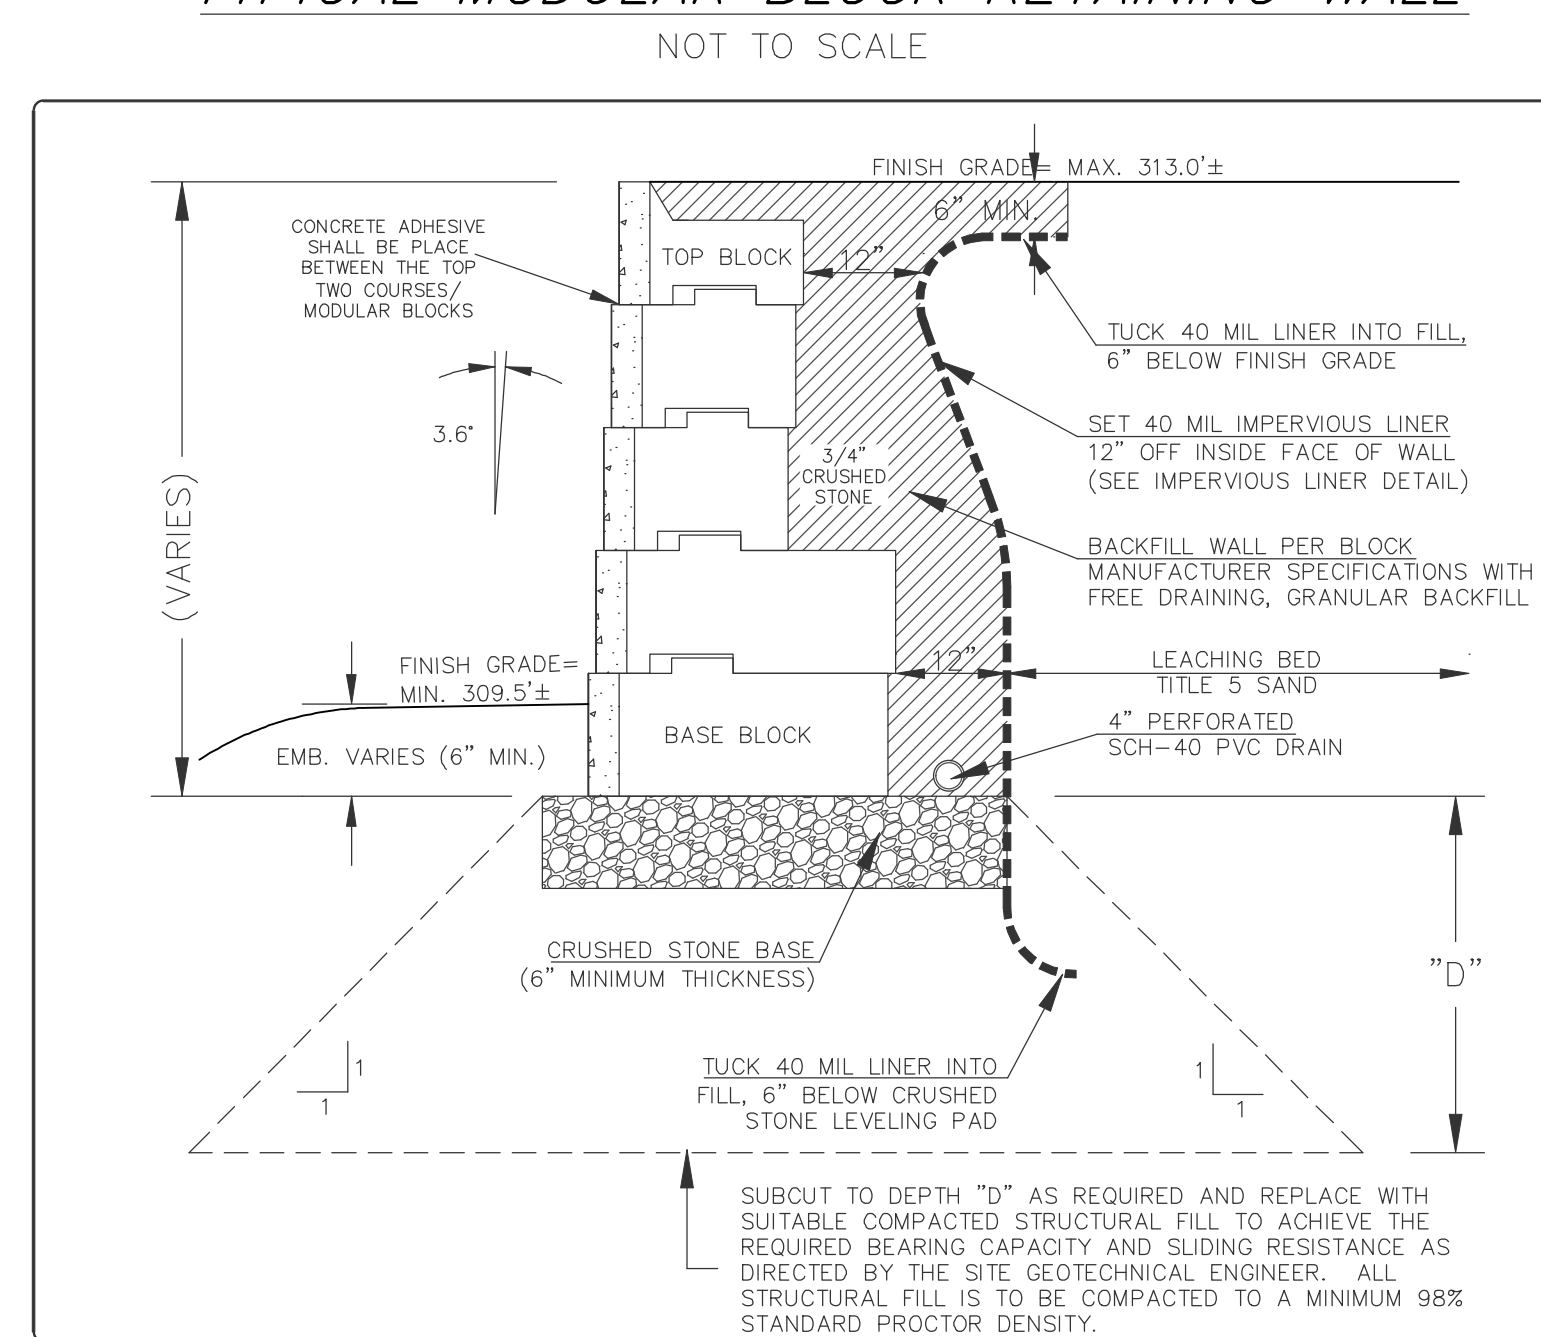 TYPICAL MODULAR BLOCK RETAINING WALL
NOT TO SCALE
FINISH GRADE= MAX. 313.0'±
6" MIN.
CONCRETE ADHESIVE
SHALL BE PLACE
BETWEEN THE TOP
TWO COURSES/
MODULAR BLOCKS
TOP BLOCK
12"
TUCK 40 MIL LINER INTO FILL,
6" BELOW FINISH GRADE
3.6°
SET 40 MIL IMPERVIOUS LINER
12" OFF INSIDE FACE OF WALL
(SEE IMPERVIOUS LINER DETAIL)
3/4"
CRUSHED
STONE
(VARIES)
BACKFILL WALL PER BLOCK
MANUFACTURER SPECIFICATIONS WITH
FREE DRAINING, GRANULAR BACKFILL
FINISH GRADE=
MIN. 309.5'±
12"
LEACHING BED
TITLE 5 SAND
EMB. VARIES (6" MIN.)
BASE BLOCK
4" PERFORATED
SCH-40 PVC DRAIN
CRUSHED STONE BASE
(6" MINIMUM THICKNESS)
"D"
TUCK 40 MIL LINER INTO
FILL, 6" BELOW CRUSHED
STONE LEVELING PAD
1
1
1
1
SUBCUT TO DEPTH "D" AS REQUIRED AND REPLACE WITH
SUITABLE COMPACTED STRUCTURAL FILL TO ACHIEVE THE
REQUIRED BEARING CAPACITY AND SLIDING RESISTANCE AS
DIRECTED BY THE SITE GEOTECHNICAL ENGINEER. ALL
STRUCTURAL FILL IS TO BE COMPACTED TO A MINIMUM 98%
STANDARD PROCTOR DENSITY.